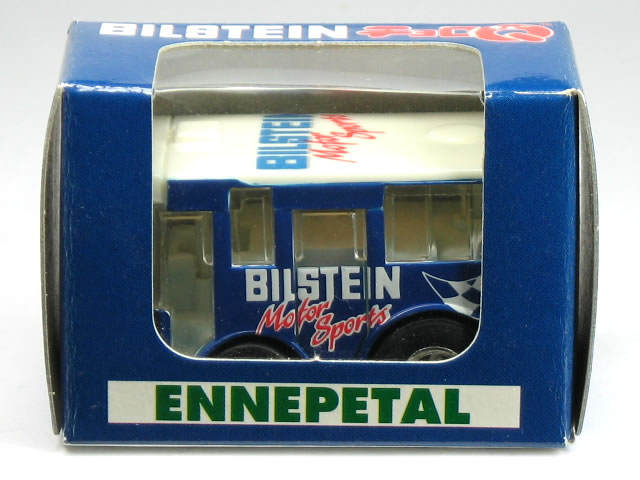 BILSTEIN
BILSTEIN
Motor Sports
BILSTEIN
Motor
Sports
ENNEPETAL